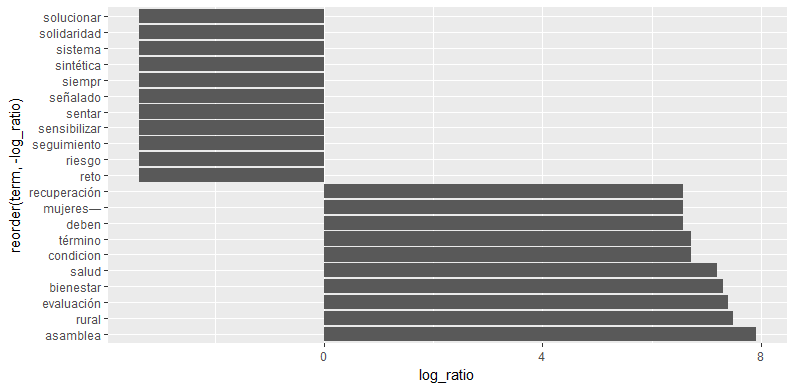 solucionar
solidaridad
sistema
sintética
siempr
señalado
sentar
sensibilizar
seguimiento
riesgo
reto
recuperación
mujeres—
deben
término
condicion
salud
bienestar
evaluación
rural
asamblea
reorder(term, -log_ratio)
0 4 8
log_ratio